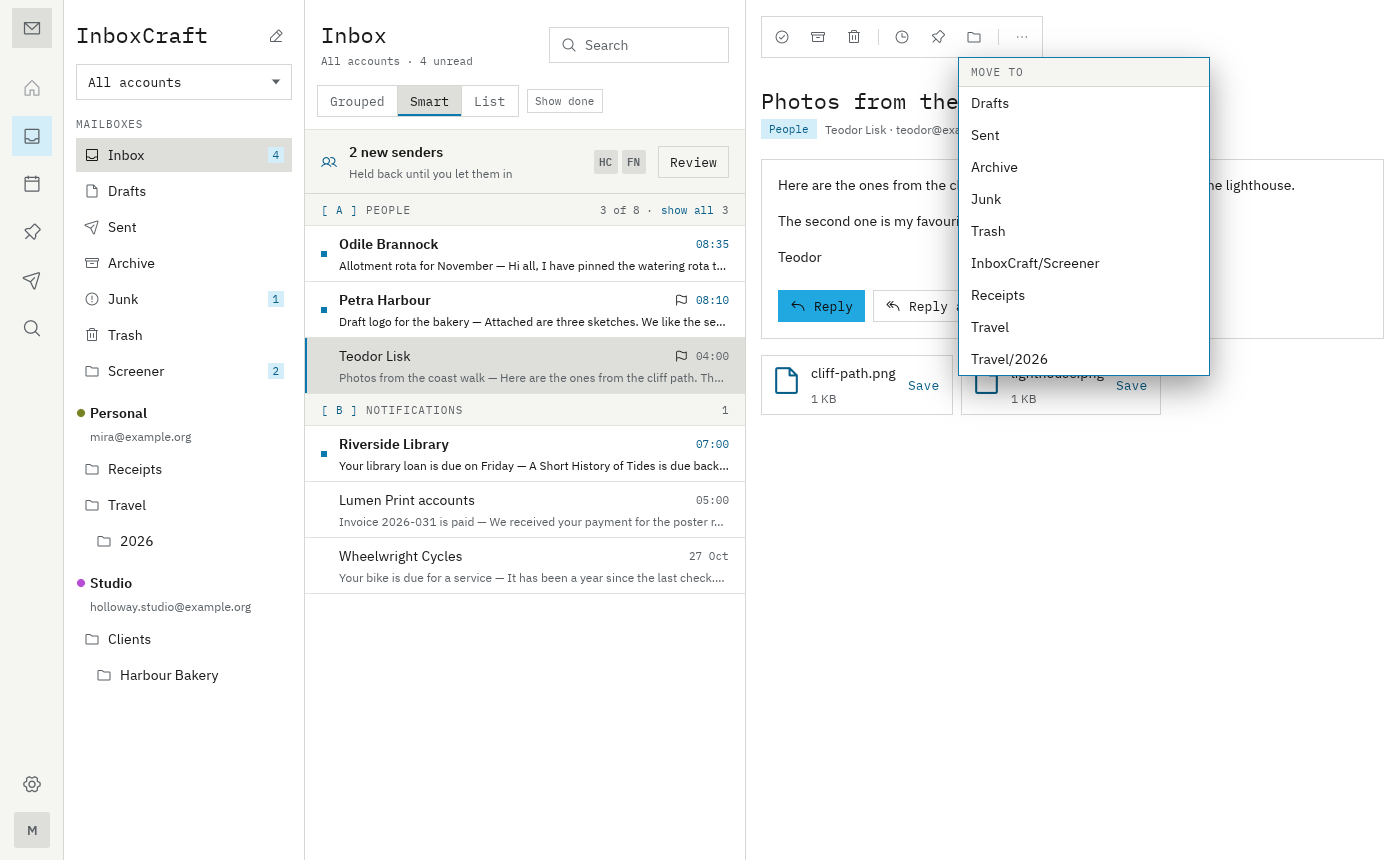 InboxCraft
All accounts
MAILBOXES
Inbox 4
Drafts
Sent
Archive
Junk 1
Trash
Screener 2
Personal
mira@example.org
Receipts
Travel
2026
Studio
holloway.studio@example.org
Clients
Harbour Bakery
M
Inbox
All accounts · 4 unread
Search
Grouped Smart List Show done
2 new senders
Held back until you let them in
HC FN Review
[ A ] PEOPLE 3 of 8 · show all 3
Odile Brannock 08:35
Allotment rota for November — Hi all, I have pinned the watering rota t…
Petra Harbour 08:10
Draft logo for the bakery — Attached are three sketches. We like the se…
Teodor Lisk 04:00
Photos from the coast walk — Here are the ones from the cliff path. Th…
[ B ] NOTIFICATIONS 1
Riverside Library 07:00
Your library loan is due on Friday — A Short History of Tides is due back…
Lumen Print accounts 05:00
Invoice 2026-031 is paid — We received your payment for the poster r…
Wheelwright Cycles 27 Oct
Your bike is due for a service — It has been a year since the last check.…
Photos from the
People Teodor Lisk · teodor@exa
Here are the ones from the cl
lighthouse.
The second one is my favouri
Teodor
Reply Reply
cliff-path.png
1 KB
Save
lighthouse.png
1 KB
Save
MOVE TO
Drafts
Sent
Archive
Junk
Trash
InboxCraft/Screener
Receipts
Travel
Travel/2026